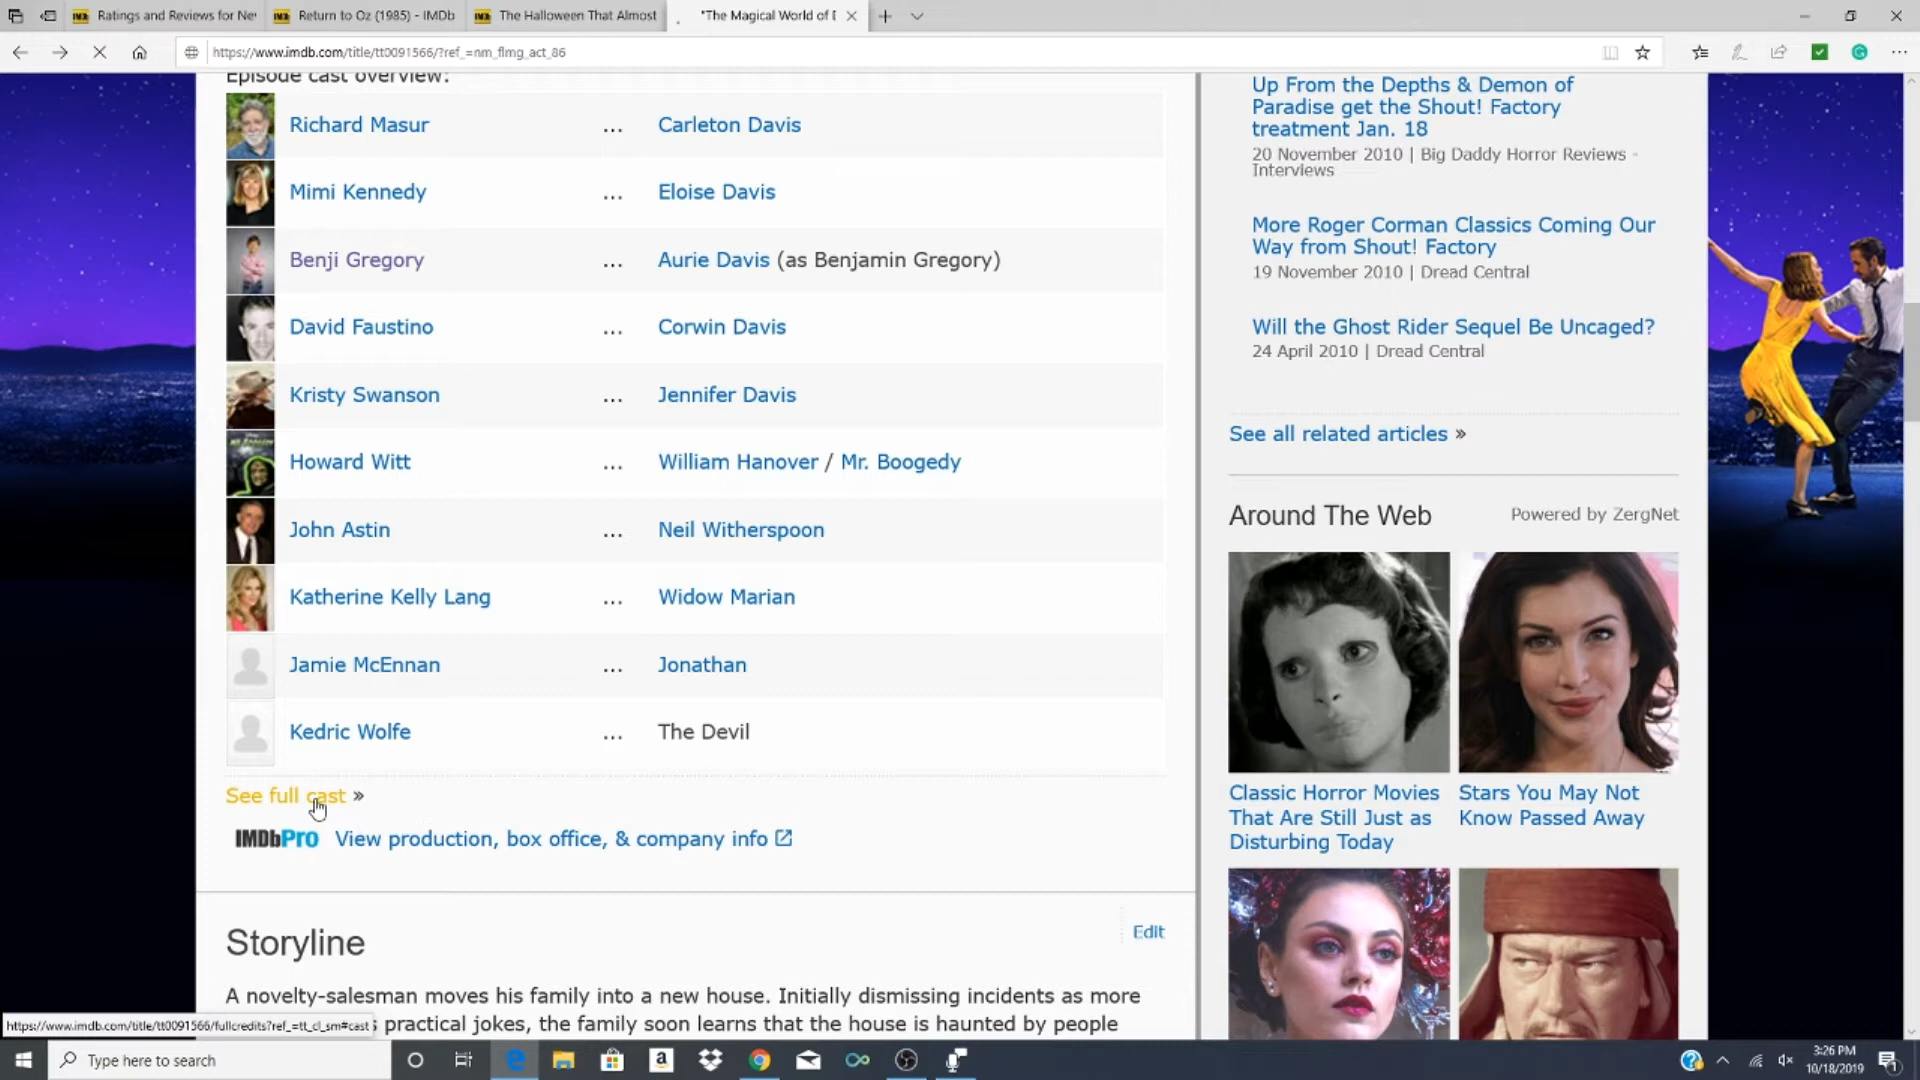 Ratings and Reviews for Ne
Return to Oz (1985) - IMDb
The Halloween That Almost
"The Magical World of D
https://www.imdb.com/title/tt0091566/?ref_=nm_flmg_act_86
Episode cast overview:
Richard Masur ... Carleton Davis
Mimi Kennedy ... Eloise Davis
Benji Gregory ... Aurie Davis (as Benjamin Gregory)
David Faustino ... Corwin Davis
Kristy Swanson ... Jennifer Davis
Howard Witt ... William Hanover / Mr. Boogedy
John Astin ... Neil Witherspoon
Katherine Kelly Lang ... Widow Marian
Jamie McEnnan ... Jonathan
Kedric Wolfe ... The Devil
See full cast »
IMDbPro View production, box office, & company info
Storyline
Edit
A novelty-salesman moves his family into a new house. Initially dismissing incidents as more
s practical jokes, the family soon learns that the house is haunted by people
https://www.imdb.com/title/tt0091566/fullcredits?ref_=tt_cl_sm#cast
Up From the Depths & Demon of
Paradise get the Shout! Factory
treatment Jan. 18
20 November 2010 | Big Daddy Horror Reviews -
Interviews
More Roger Corman Classics Coming Our
Way from Shout! Factory
19 November 2010 | Dread Central
Will the Ghost Rider Sequel Be Uncaged?
24 April 2010 | Dread Central
See all related articles »
Around The Web
Powered by ZergNet
Classic Horror Movies
That Are Still Just as
Disturbing Today
Stars You May Not
Know Passed Away
Type here to search
3:26 PM
10/18/2019